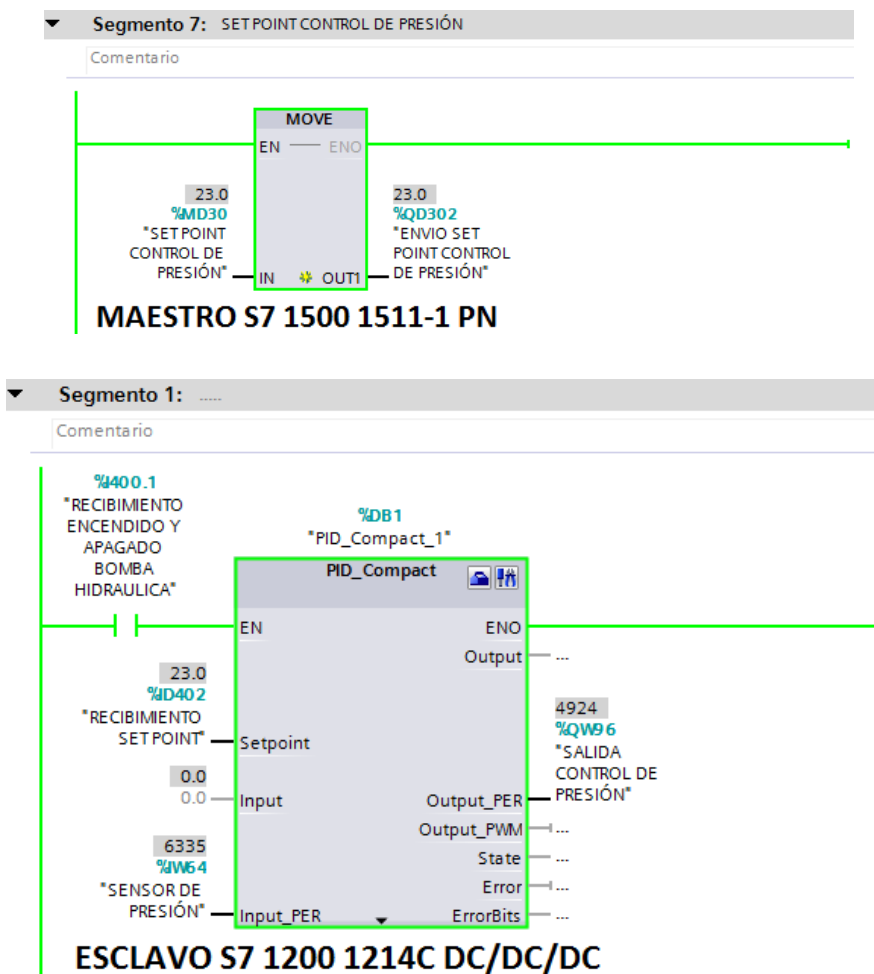 Segmento 7: SET POINT CONTROL DE PRESIÓN
Comentario
MOVE
EN
ENO
23.0
%MD30
"SET POINT
CONTROL DE
PRESIÓN"
IN
OUT1
23.0
%QD302
"ENVIO SET
POINT CONTROL
DE PRESIÓN"
MAESTRO S7 1500 1511-1 PN
Segmento 1: .....
Comentario
%I400.1
"RECIBIMIENTO
ENCENDIDO Y
APAGADO
BOMBA
HIDRAULICA"
%DB1
"PID_Compact_1"
PID_Compact
EN
ENO
Output
...
23.0
%ID402
"RECIBIMIENTO
SET POINT"
Setpoint
0.0
0.0
Input
6335
%IW64
"SENSOR DE
PRESIÓN"
Input_PER
4924
%QW96
"SALIDA
CONTROL DE
PRESIÓN"
Output_PER
Output_PWM
...
State
...
Error
...
ErrorBits
...
ESCLAVO S7 1200 1214C DC/DC/DC